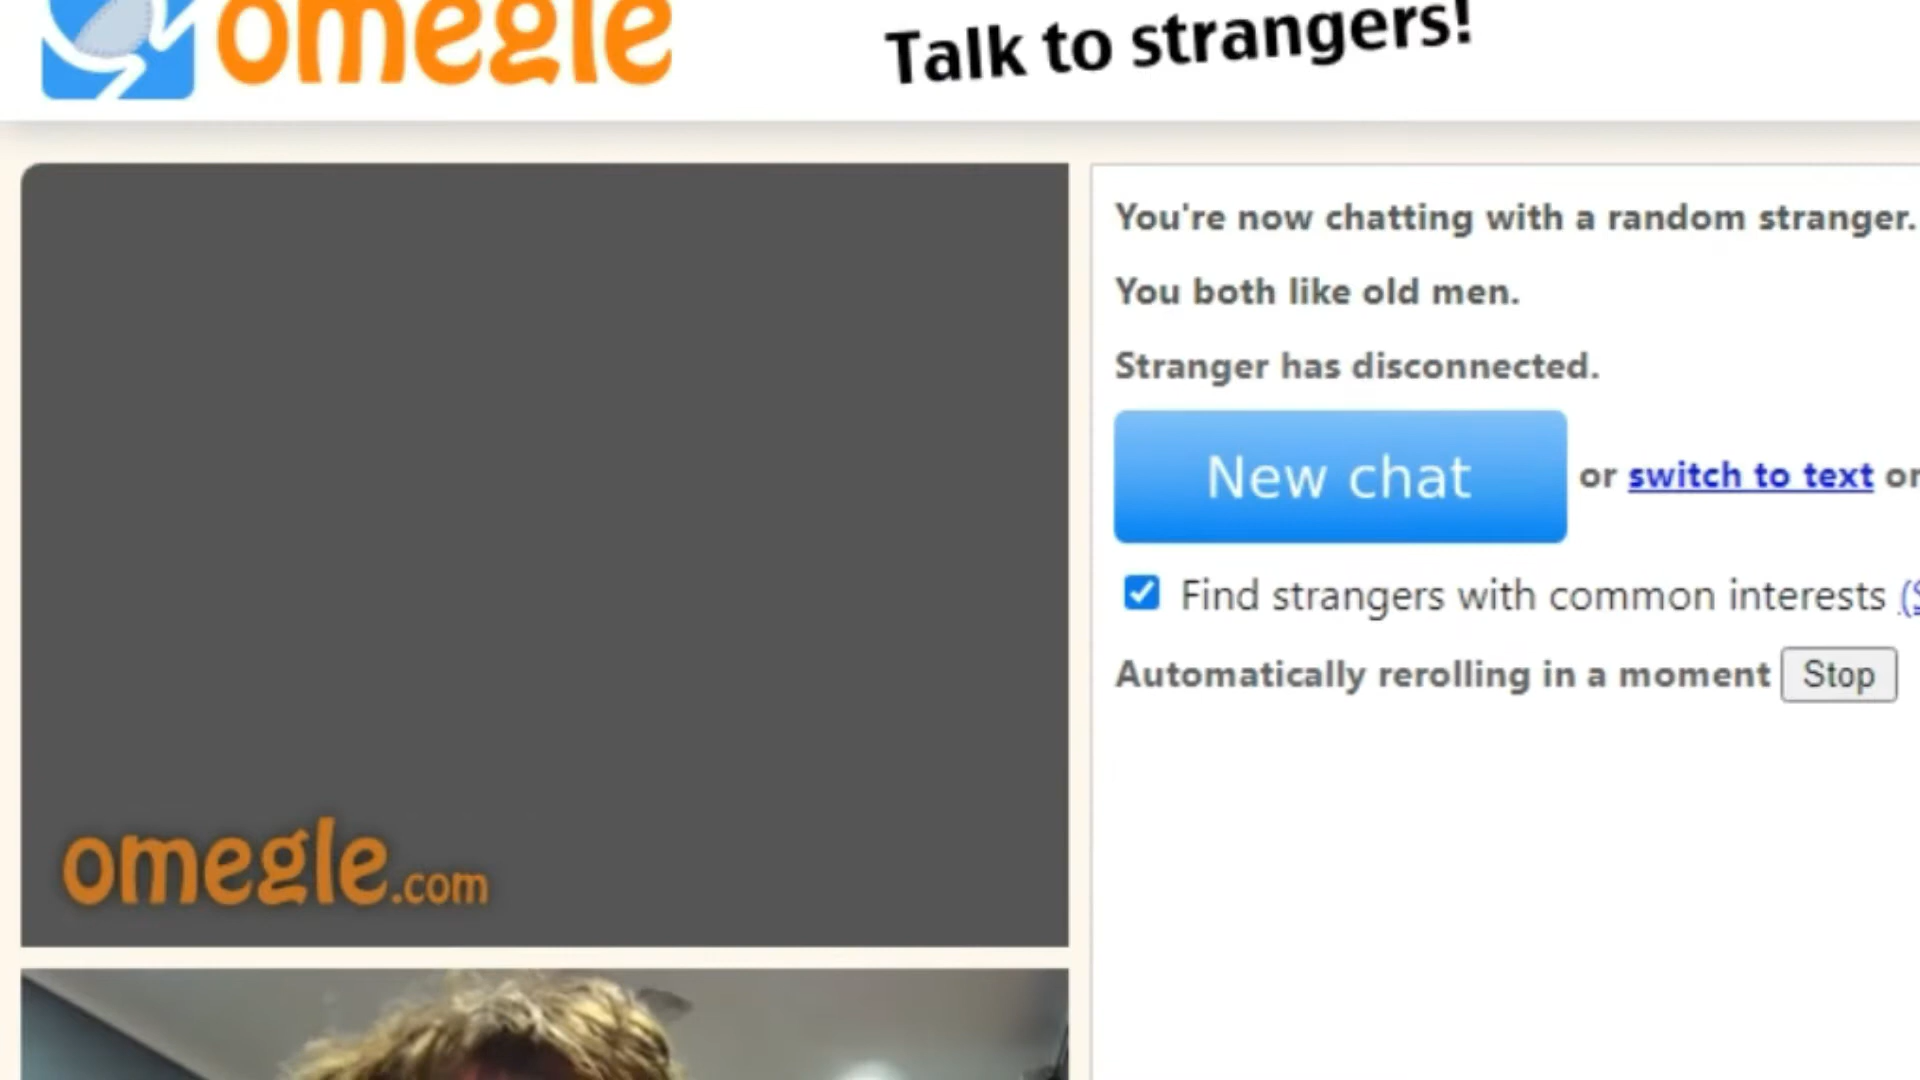 omegle
Talk to strangers!
You're now chatting with a random stranger.
You both like old men.
Stranger has disconnected.
New chat or switch to text or
Find strangers with common interests (S
Automatically rerolling in a moment Stop
omegle.com